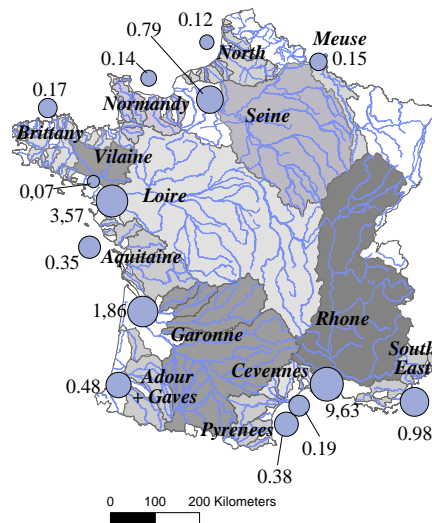 0.12
0.79
North
Meuse
0.14
0.15
0.17
Normandy
Seine
Brittany
Vilaine
0,07
Loire
3,57
0.35
Aquitaine
1,86
Rhone
Garonne
South
East
Cevennes
0.48
Adour
+ Gaves
9,63
0.98
0.19
Pyrenees
0.38
0 100 200 Kilometers